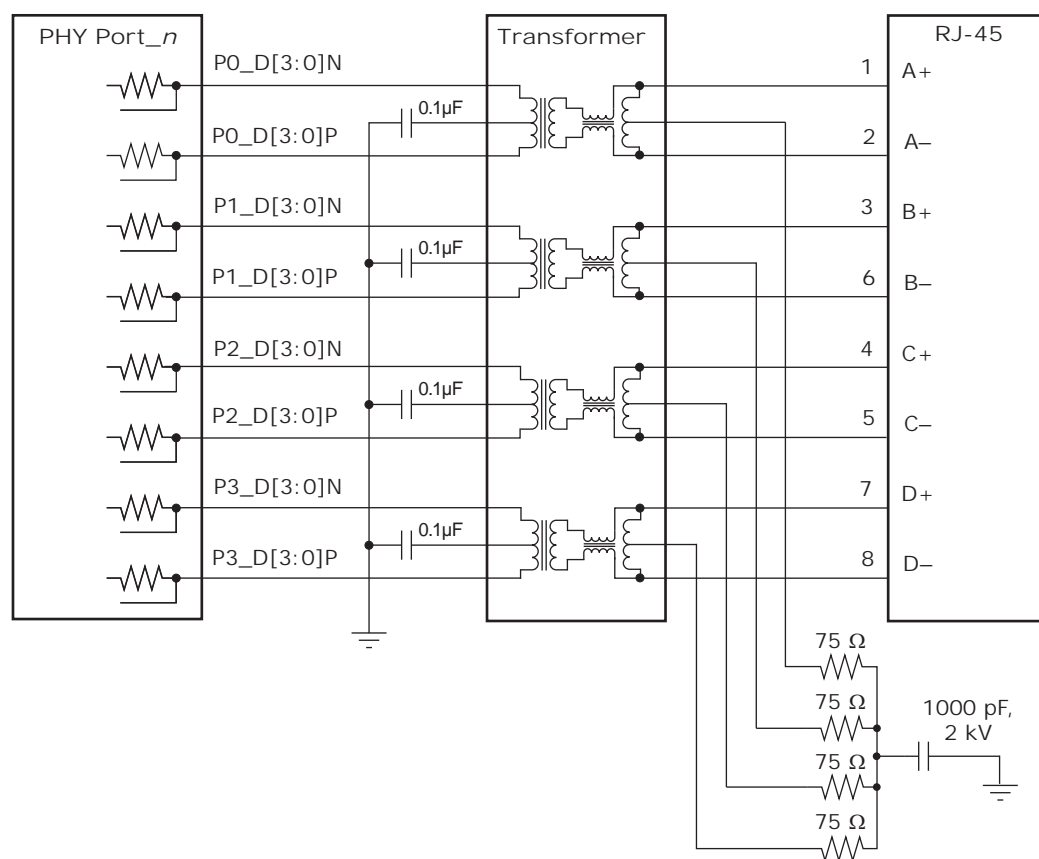 PHY Port_n
Transformer
RJ-45
P0_D[3:0]N
1
A+
0.1µF
P0_D[3:0]P
2
A–
P1_D[3:0]N
3
B+
0.1µF
P1_D[3:0]P
6
B–
P2_D[3:0]N
4
C+
0.1µF
P2_D[3:0]P
5
C–
P3_D[3:0]N
7
D+
0.1µF
P3_D[3:0]P
8
D–
75 Ω
75 Ω
1000 pF,
2 kV
75 Ω
75 Ω